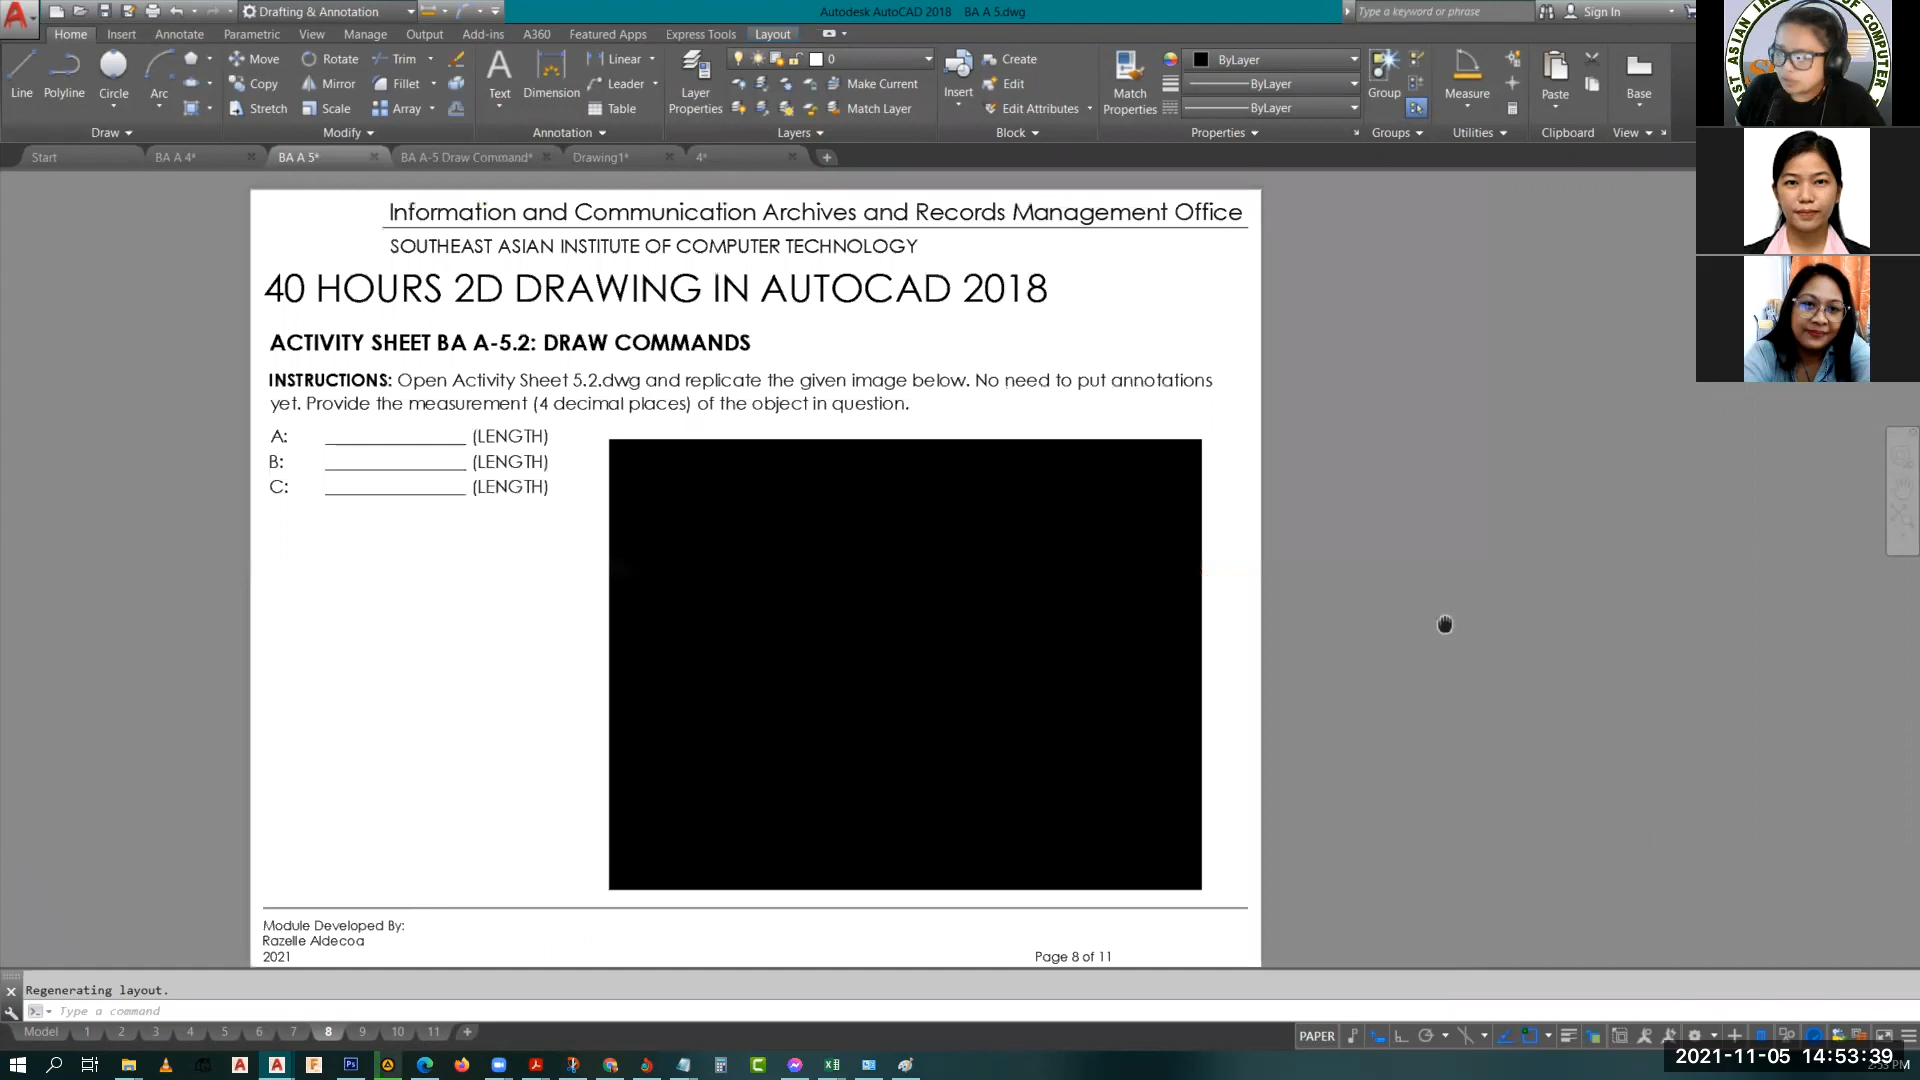 Drafting & Annotation
Autodesk AutoCAD 2018 BA A 5.dwg
Type a keyword or phrase
Sign In
Home Insert Annotate Parametric View Manage Output Add-ins A360 Featured Apps Express Tools Layout
Line
Polyline
Circle
Arc
Move
Copy
Stretch
Rotate
Mirror
Scale
Trim
Fillet
Array
Text
Dimension
Linear
Leader
Table
Layer
Properties
0
Make Current
Match Layer
Insert
Create
Edit
Edit Attributes
Match
Properties
ByLayer
ByLayer
ByLayer
Group
Measure
Paste
Base
Draw Modify Annotation Layers Block Properties Groups Utilities Clipboard View
Start BA A 4* BA A 5* BA A-5 Draw Command* Drawing1* 4*
Information and Communication Archives and Records Management Office
SOUTHEAST ASIAN INSTITUTE OF COMPUTER TECHNOLOGY
40 HOURS 2D DRAWING IN AUTOCAD 2018
ACTIVITY SHEET BA A-5.2: DRAW COMMANDS
INSTRUCTIONS: Open Activity Sheet 5.2.dwg and replicate the given image below. No need to put annotations
yet. Provide the measurement (4 decimal places) of the object in question.
A: ______________ (LENGTH)
B: ______________ (LENGTH)
C: ______________ (LENGTH)
Module Developed By:
Razelle Aldecoa
2021
Page 8 of 11
Regenerating layout.
Type a command
Model 1 2 3 4 5 6 7 8 9 10 11
PAPER
2021-11-05 14:53:39